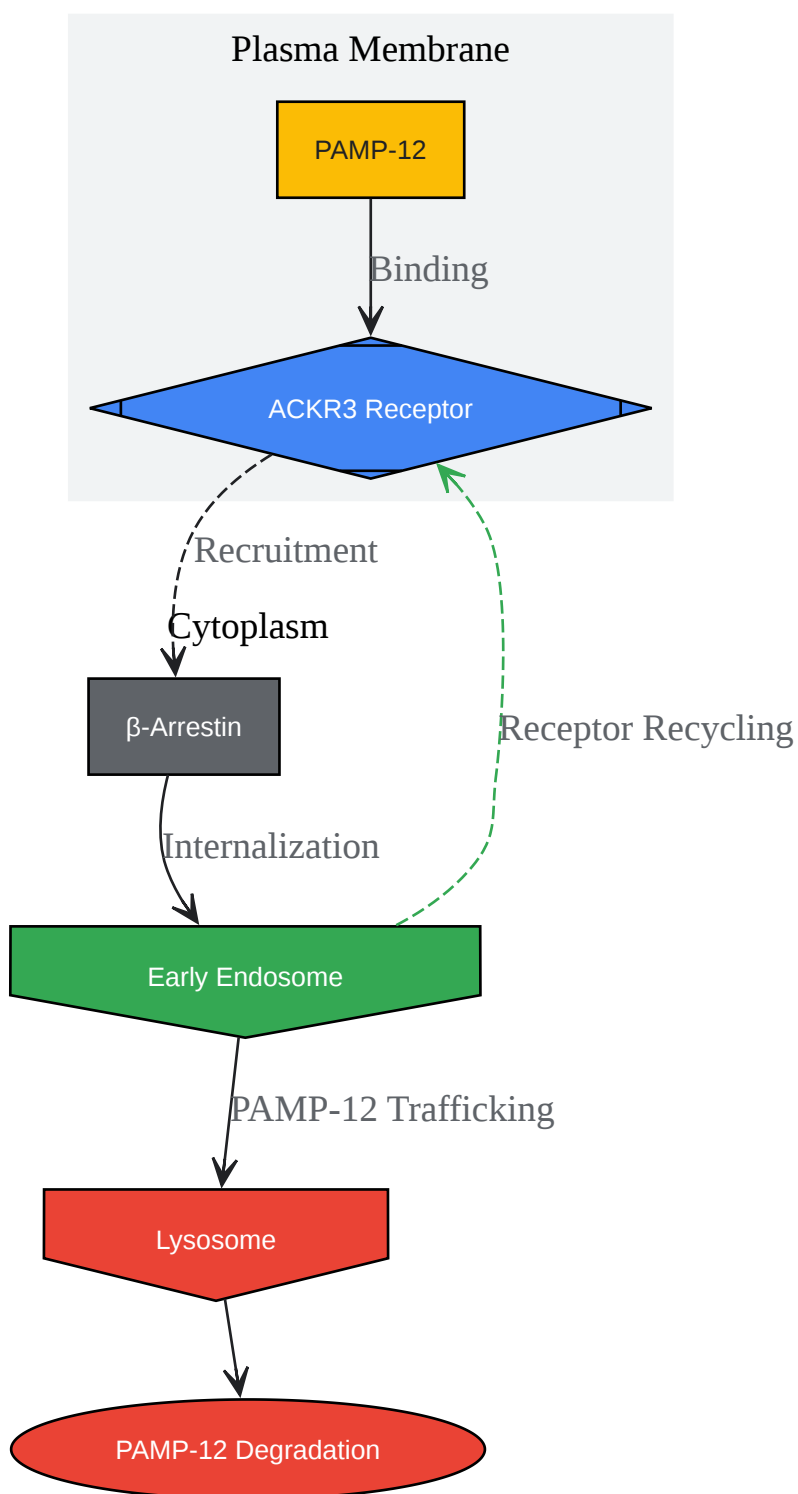 Plasma Membrane
PAMP-12
Binding
ACKR3 Receptor
Recruitment
Cytoplasm
β-Arrestin
Receptor Recycling
Internalization
Early Endosome
PAMP-12 Trafficking
Lysosome
PAMP-12 Degradation